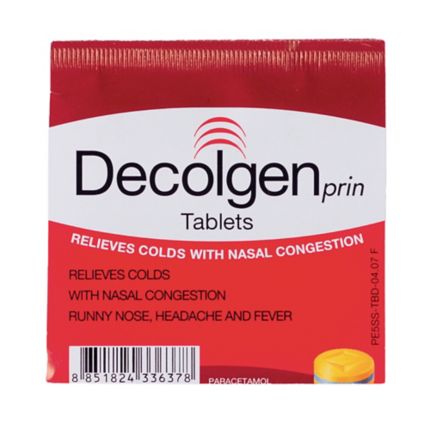 Decolgen prin
Tablets
RELIEVES COLDS WITH NASAL CONGESTION
RELIEVES COLDS
WITH NASAL CONGESTION
RUNNY NOSE, HEADACHE AND FEVER
PE5SS-TBD-04.07 F
8 851824 336378
PARACETAMOL